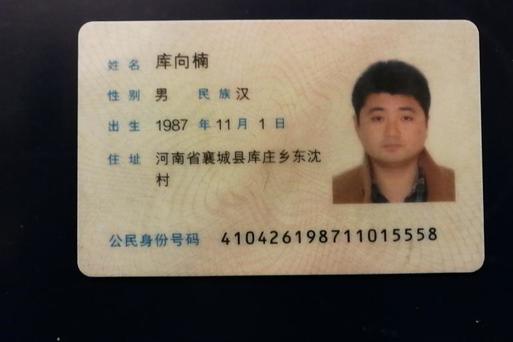 姓名 库向楠
性别 男 民族 汉
出生 1987 年 11 月 1 日
住址 河南省襄城县库庄乡东沈
村
公民身份号码 410426198711015558